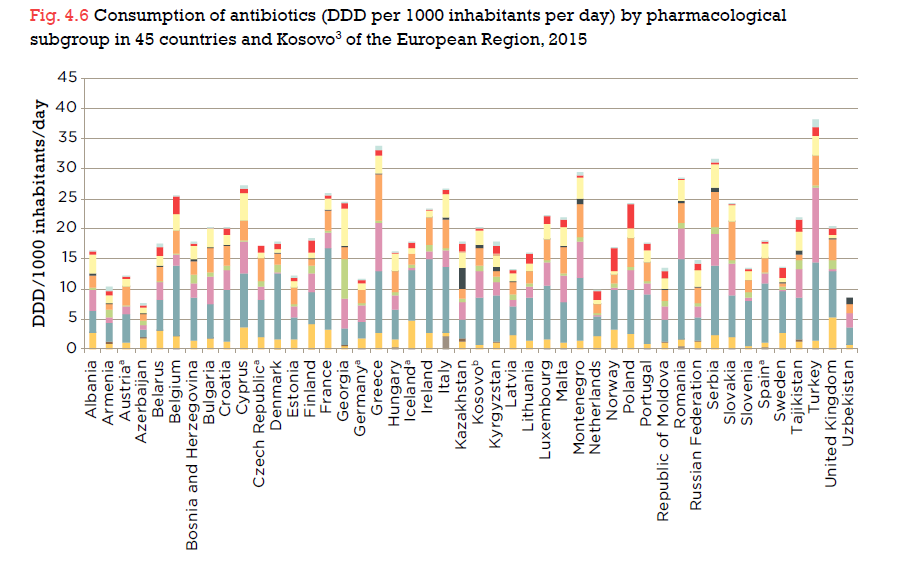 Fig. 4.6 Consumption of antibiotics (DDD per 1000 inhabitants per day) by pharmacological
subgroup in 45 countries and Kosovo³ of the European Region, 2015
DDD/1000 inhabitants/day
45
40
35
30
25
20
15
10
5
0
Albania
Armenia
Austriaᵃ
Azerbaijan
Belarus
Belgium
Bosnia and Herzegovina
Bulgaria
Croatia
Cyprus
Czech Republicᵃ
Denmark
Estonia
Finland
France
Georgia
Germanyᵃ
Greece
Hungary
Icelandᵃ
Ireland
Italy
Kazakhstan
Kosovoᵇ
Kyrgyzstan
Latvia
Lithuania
Luxembourg
Malta
Montenegro
Netherlands
Norway
Poland
Portugal
Republic of Moldova
Romania
Russian Federation
Serbia
Slovakia
Slovenia
Spainᵃ
Sweden
Tajikistan
Turkey
United Kingdom
Uzbekistan